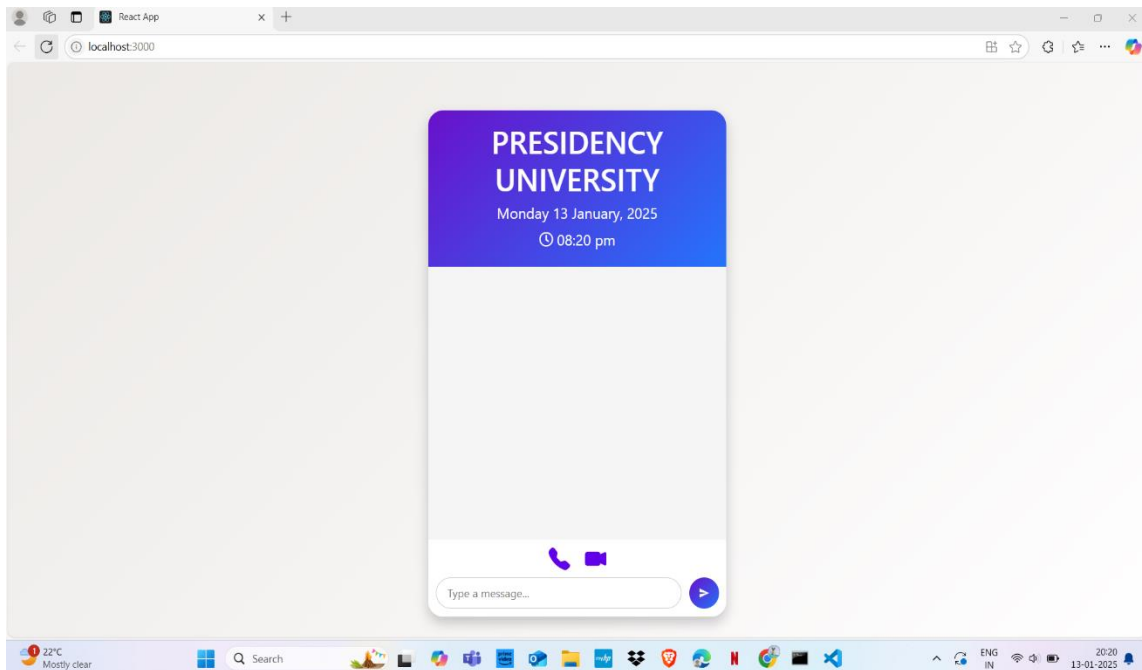 React App
localhost:3000
PRESIDENCY
UNIVERSITY
Monday 13 January, 2025
08:20 pm
Type a message...
1
22°C
Mostly clear
Search
ENG
IN
20:20
13-01-2025